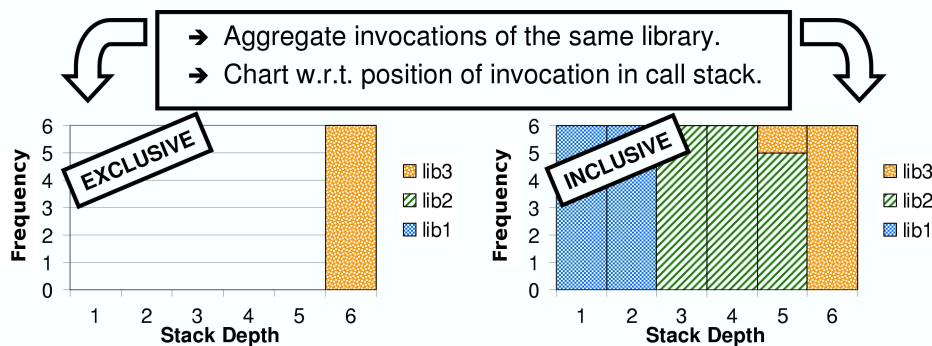 ➔ Aggregate invocations of the same library.
➔ Chart w.r.t. position of invocation in call stack.
EXCLUSIVE
Frequency
6
5
4
3
2
1
0
1 2 3 4 5 6
Stack Depth
lib3
lib2
lib1
INCLUSIVE
Frequency
6
5
4
3
2
1
0
1 2 3 4 5 6
Stack Depth
lib3
lib2
lib1